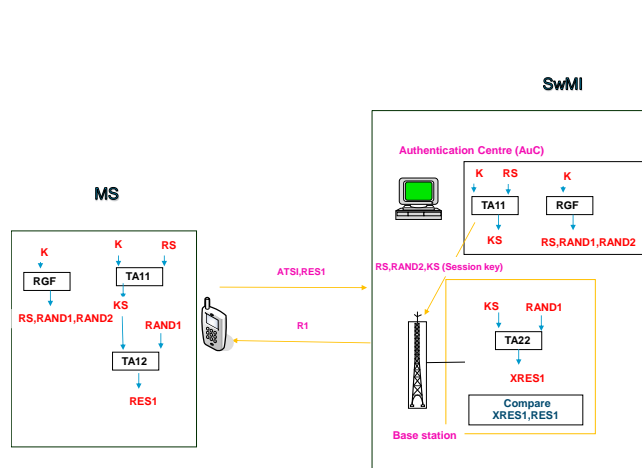 SwMI
Authentication Centre (AuC)
K RS K
TA11 RGF
KS RS,RAND1,RAND2
MS
K K RS
RGF TA11
KS
RS,RAND1,RAND2 RAND1
TA12
RES1
ATSI,RES1
R1
RS,RAND2,KS (Session key)
KS RAND1
TA22
XRES1
Compare
XRES1,RES1
Base station